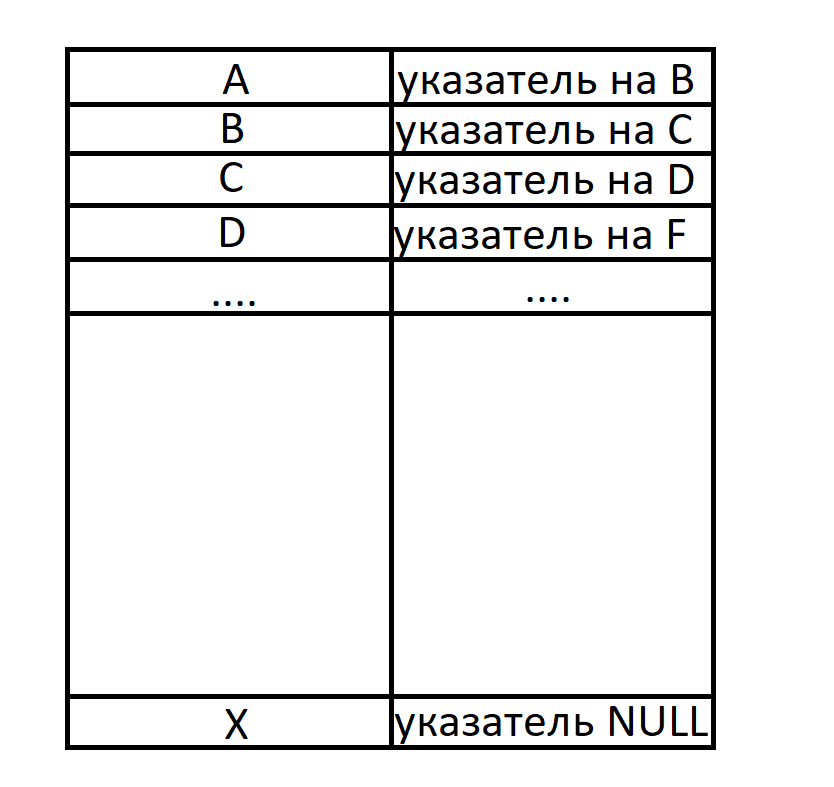 A указатель на B
B указатель на C
C указатель на D
D указатель на F
.... ....
X указатель NULL